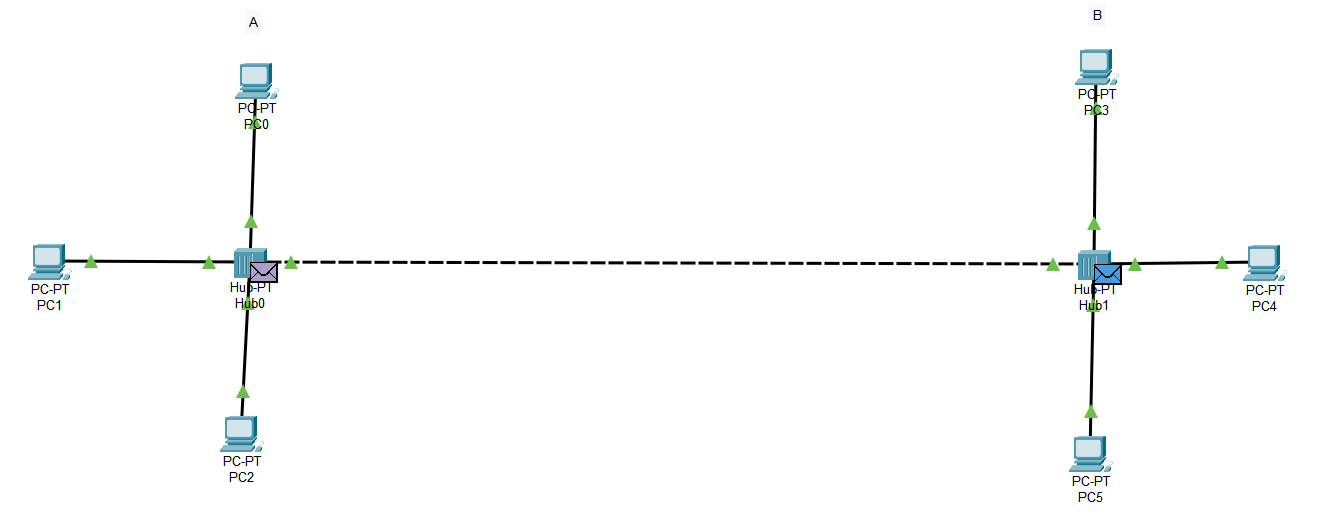 A
B
PC-PT
PC0
PC-PT
PC3
PC-PT
PC1
Hub-PT
Hub0
Hub-PT
Hub1
PC-PT
PC4
PC-PT
PC2
PC-PT
PC5